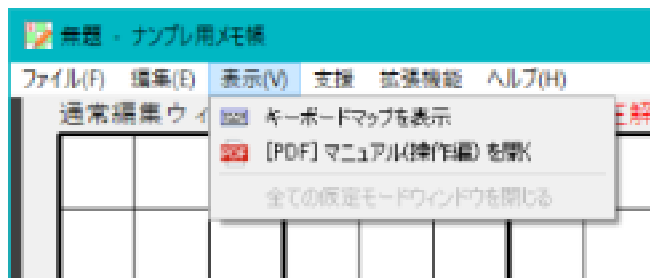 無題 - ナンプレ用メモ帳
ファイル(F) 編集(E) 表示(V) 支援 拡張機能 ヘルプ(H)
通常編集ウィ 正解
キーボードマップを表示
[PDF] マニュアル(操作編) を開く
全ての仮定モードウィンドウを閉じる